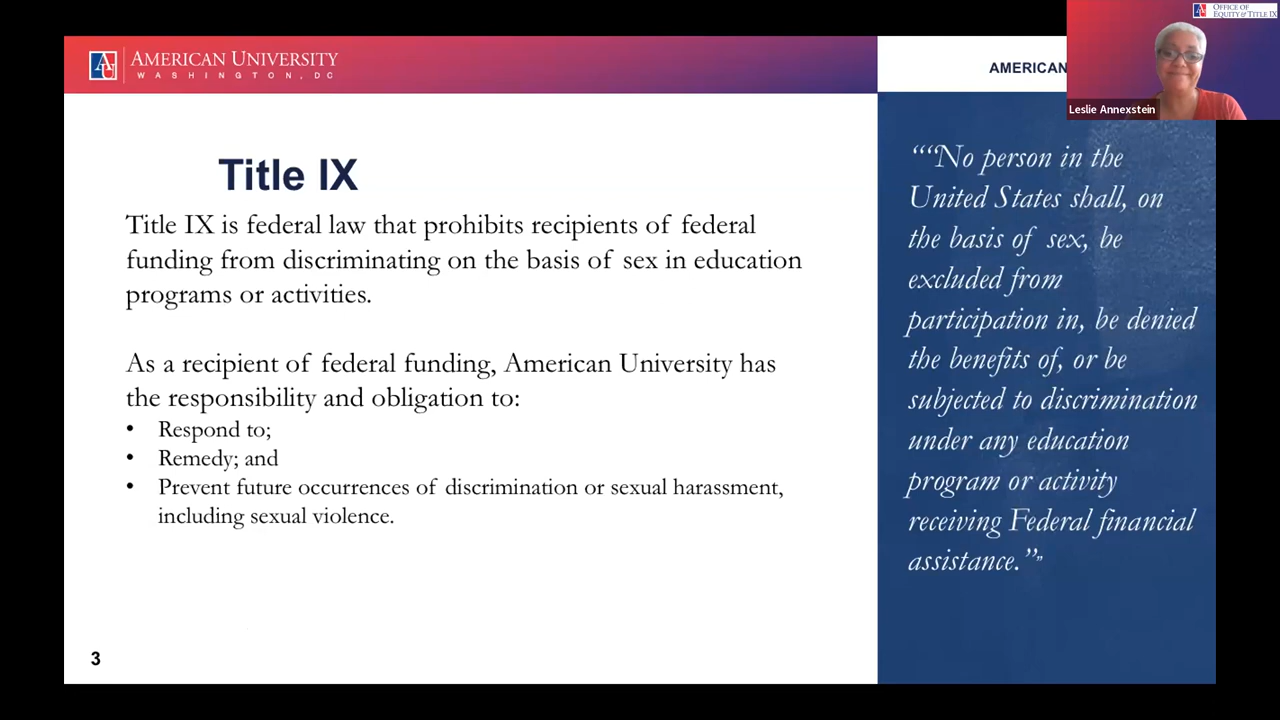 AMERICAN UNIVERSITY
WASHINGTON, DC
AMERICAN
OFFICE OF
EQUITY & TITLE IX
Leslie Annexstein
Title IX
Title IX is federal law that prohibits recipients of federal
funding from discriminating on the basis of sex in education
programs or activities.
As a recipient of federal funding, American University has
the responsibility and obligation to:
• Respond to;
• Remedy; and
• Prevent future occurrences of discrimination or sexual harassment,
including sexual violence.
““No person in the
United States shall, on
the basis of sex, be
excluded from
participation in, be denied
the benefits of, or be
subjected to discrimination
under any education
program or activity
receiving Federal financial
assistance.””
3